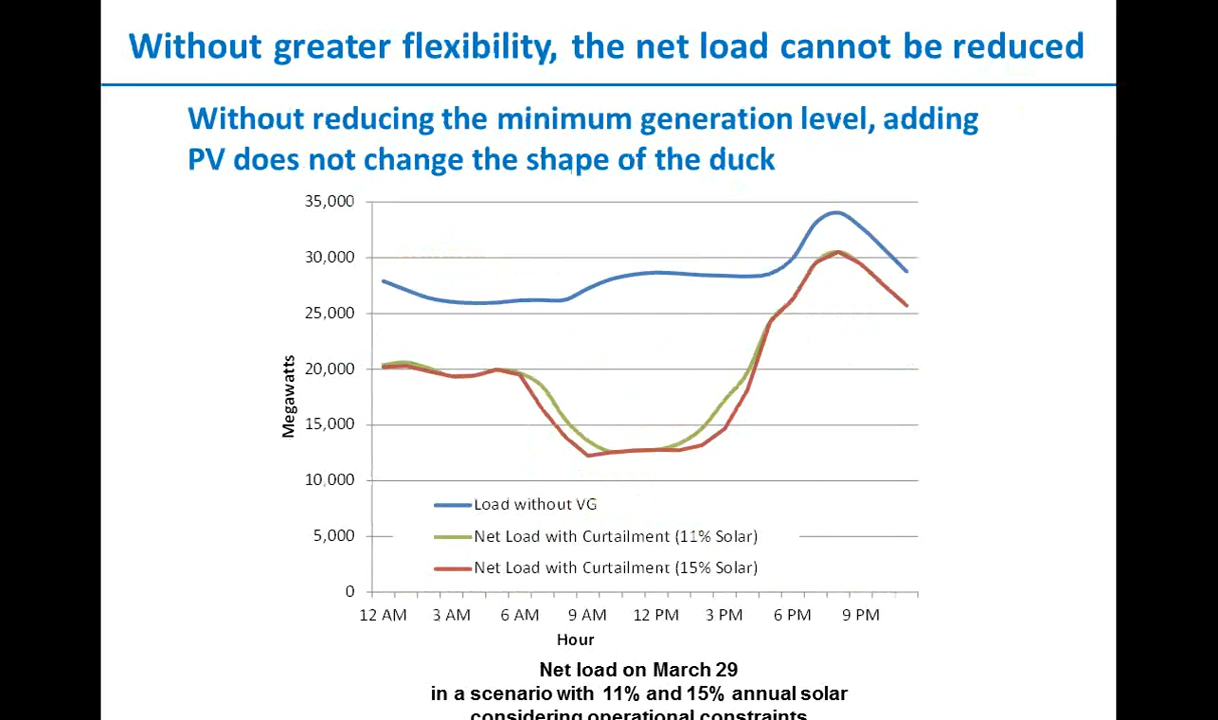 Without greater flexibility, the net load cannot be reduced
Without reducing the minimum generation level, adding
PV does not change the shape of the duck
35,000
30,000
25,000
20,000
15,000
10,000
5,000
0
Megawatts
Load without VG
Net Load with Curtailment (11% Solar)
Net Load with Curtailment (15% Solar)
12 AM 3 AM 6 AM 9 AM 12 PM 3 PM 6 PM 9 PM
Hour
Net load on March 29
in a scenario with 11% and 15% annual solar
considering operational constraints